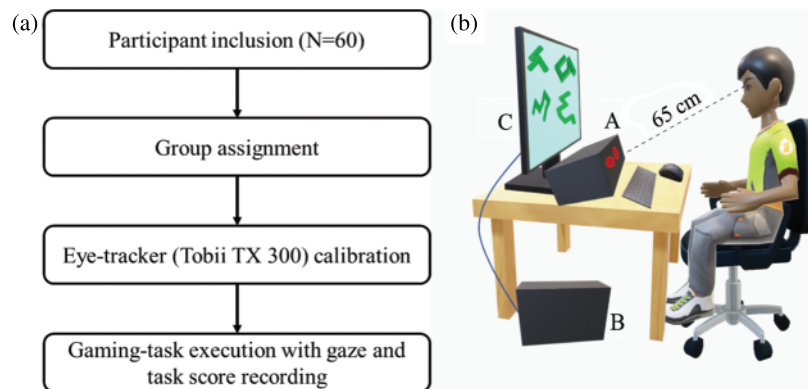 (a)
Participant inclusion (N=60)
Group assignment
Eye-tracker (Tobii TX 300) calibration
Gaming-task execution with gaze and
task score recording
(b)
C
A
65 cm
B